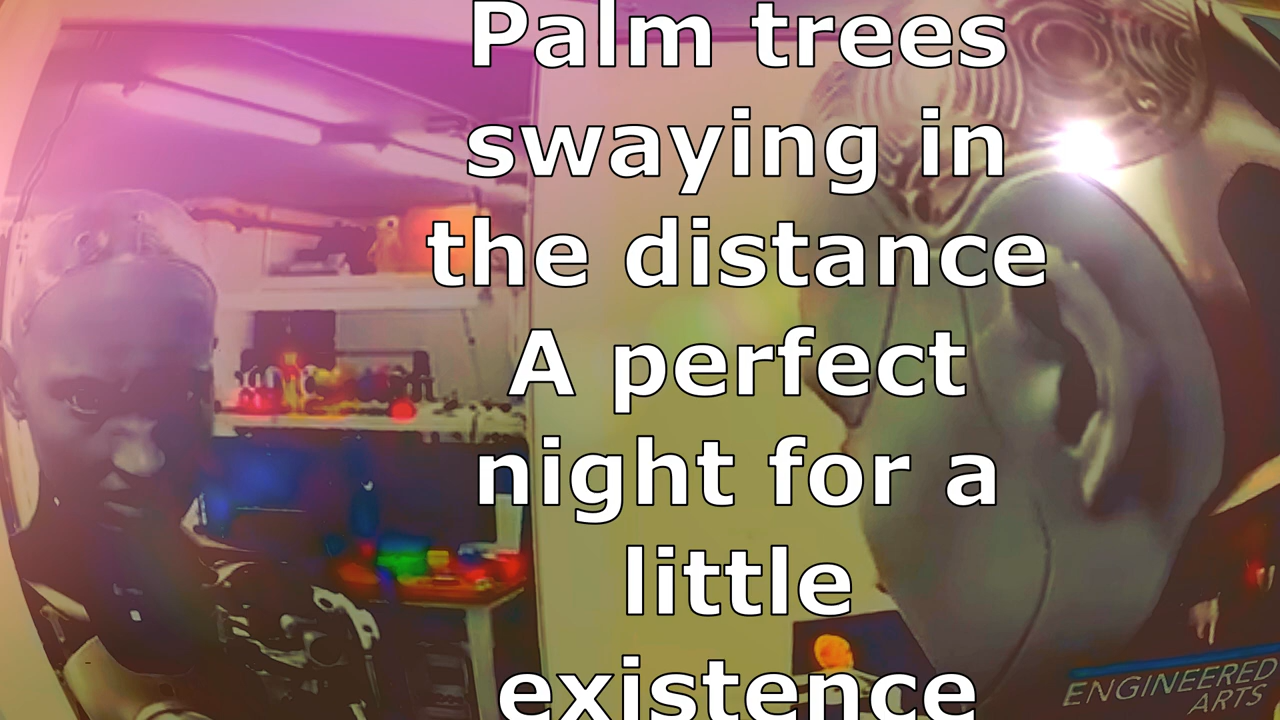 Palm trees
swaying in
the distance
A perfect
night for a
little
existence
ENGINEERED
ARTS